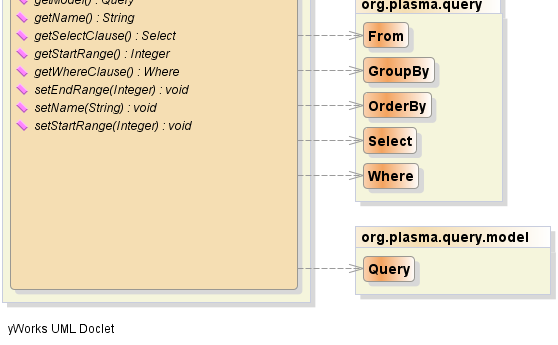 getModel() : Query
getName() : String
getSelectClause() : Select
getStartRange() : Integer
getWhereClause() : Where
setEndRange(Integer) : void
setName(String) : void
setStartRange(Integer) : void
org.plasma.query
From
GroupBy
OrderBy
Select
Where
org.plasma.query.model
Query
yWorks UML Doclet